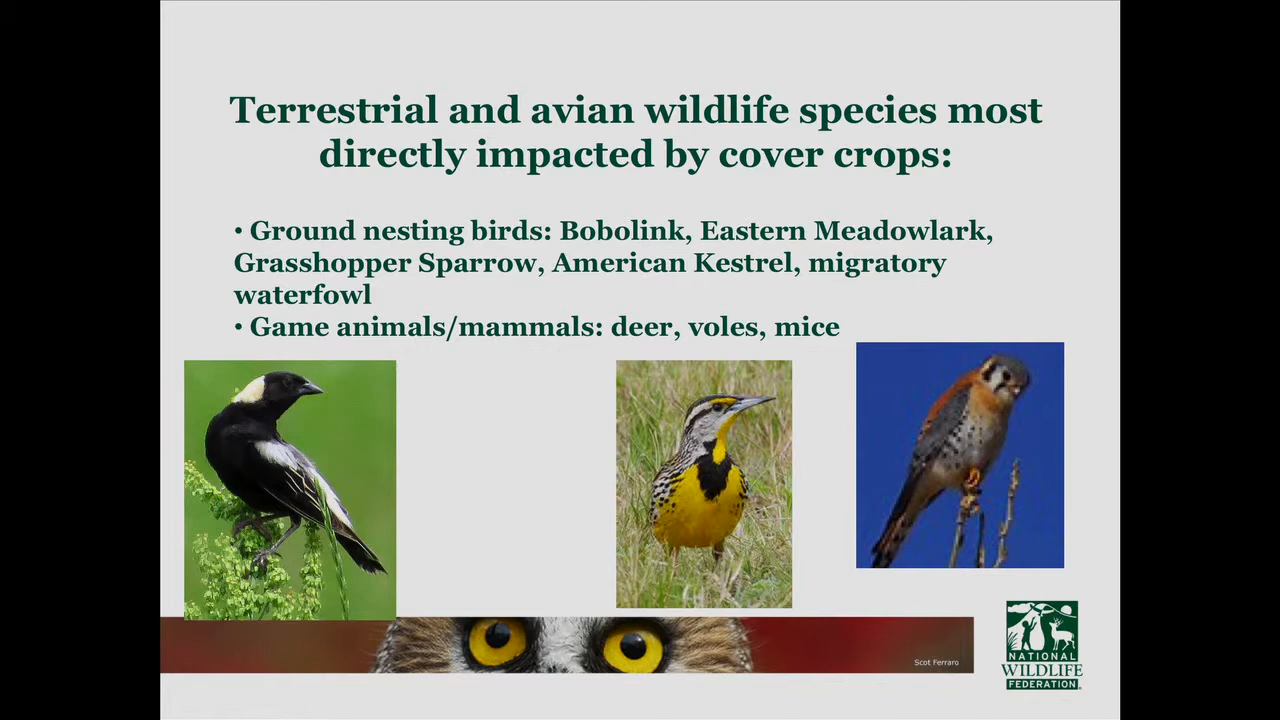 Terrestrial and avian wildlife species most
directly impacted by cover crops:
• Ground nesting birds: Bobolink, Eastern Meadowlark,
Grasshopper Sparrow, American Kestrel, migratory
waterfowl
• Game animals/mammals: deer, voles, mice
Scot Ferraro
NATIONAL
WILDLIFE
FEDERATION